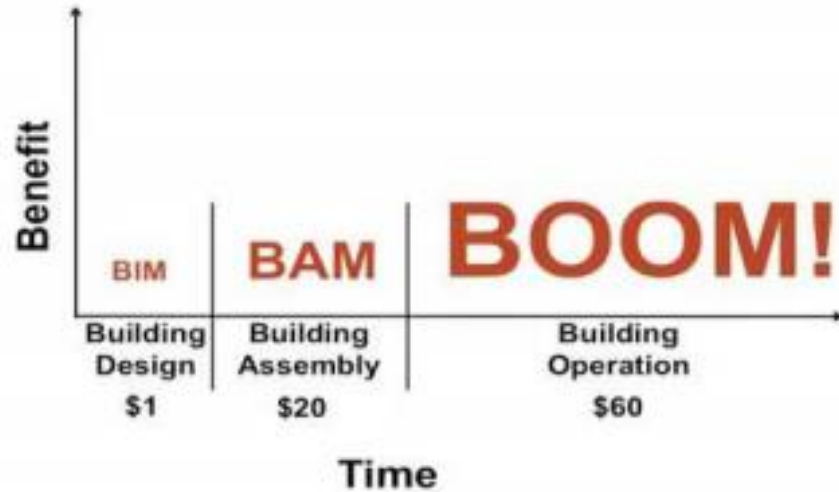 Benefit
BIM
BAM
BOOM!
Building Design
Building Assembly
Building Operation
$1
$20
$60
Time